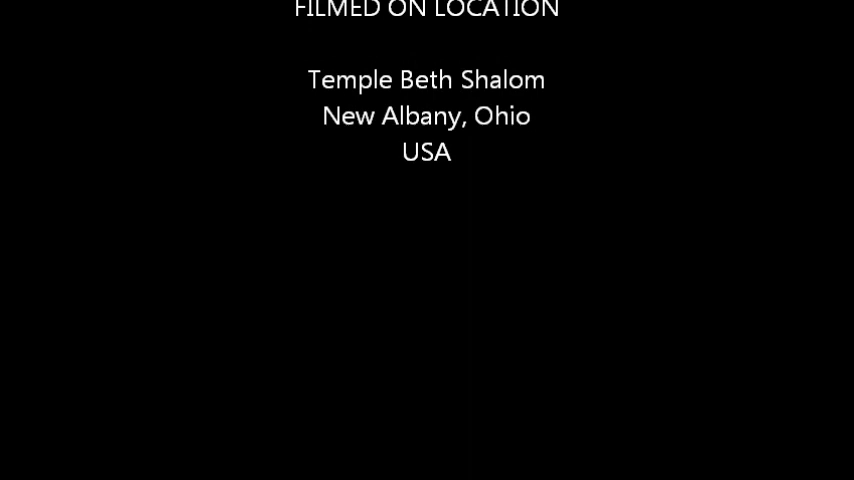 FILMED ON LOCATION
Temple Beth Shalom
New Albany, Ohio
USA